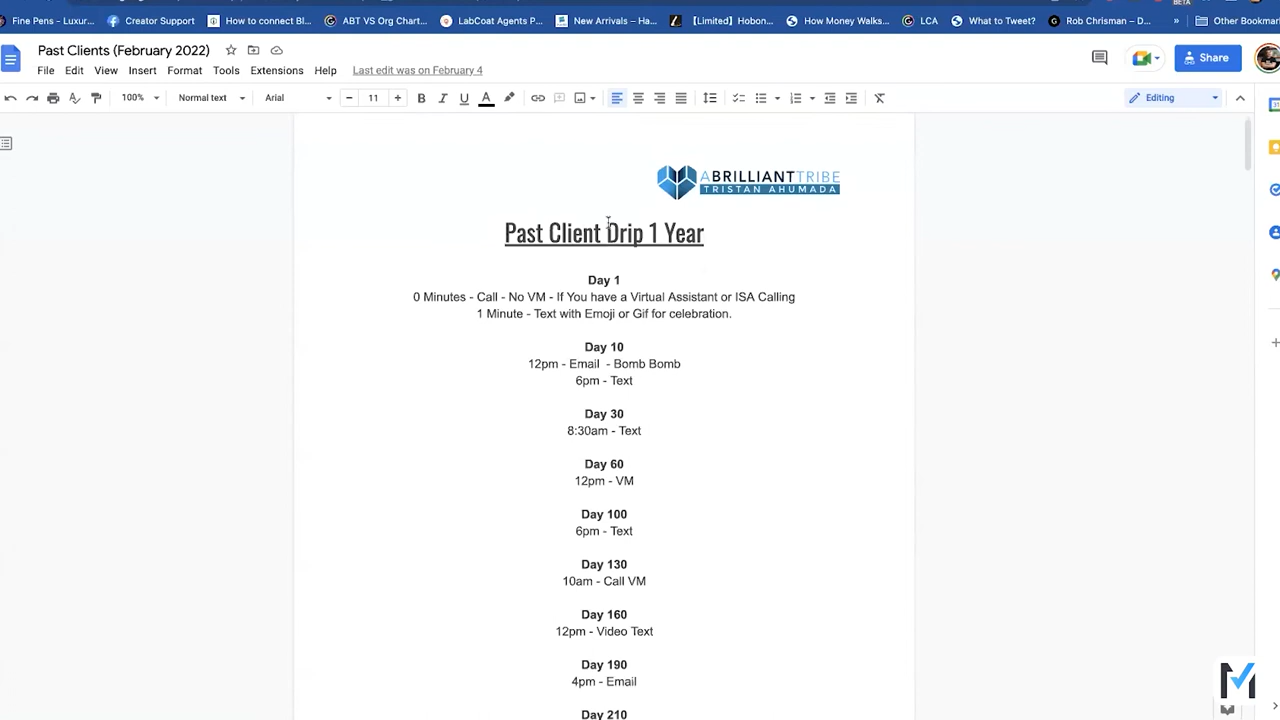 BETA
Fine Pens - Luxur... Creator Support How to connect Bl... ABT VS Org Chart... LabCoat Agents P... New Arrivals – Ha... [Limited] Hobon... How Money Walks... LCA What to Tweet? Rob Chrisman – D... » Other Bookmar
Past Clients (February 2022)
Share
File Edit View Insert Format Tools Extensions Help Last edit was on February 4
100% Normal text Arial 11 B I U A Editing
ABRILLIANTTRIBE
TRISTAN AHUMADA
Past Client Drip 1 Year
Day 1
0 Minutes - Call - No VM - If You have a Virtual Assistant or ISA Calling
1 Minute - Text with Emoji or Gif for celebration.
Day 10
12pm - Email - Bomb Bomb
6pm - Text
Day 30
8:30am - Text
Day 60
12pm - VM
Day 100
6pm - Text
Day 130
10am - Call VM
Day 160
12pm - Video Text
Day 190
4pm - Email
Day 210